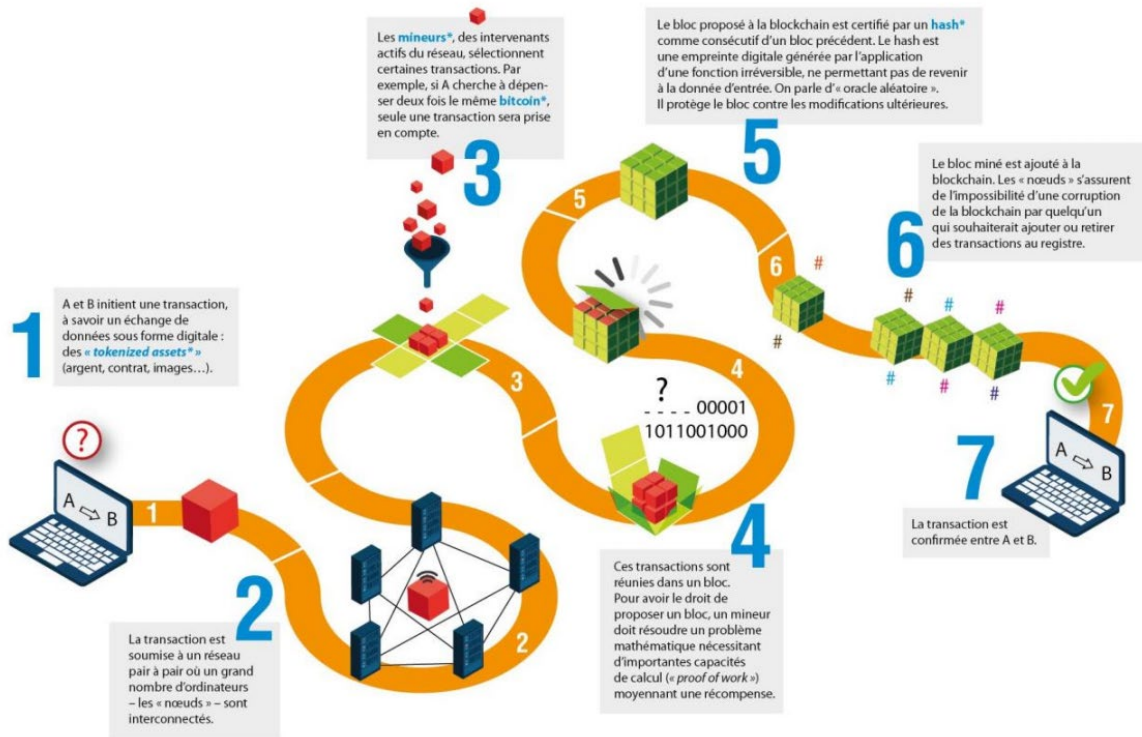 1
A et B initient une transaction,
à savoir un échange de
données sous forme digitale :
des « tokenized assets* »
(argent, contrat, images…).
?
A ⇨ B
1
2
La transaction est
soumise à un réseau
pair à pair où un grand
nombre d'ordinateurs
– les « nœuds » – sont
interconnectés.
2
Les mineurs*, des intervenants
actifs du réseau, sélectionnent
certaines transactions. Par
exemple, si A cherche à dépen-
ser deux fois le même bitcoin*,
seule une transaction sera prise
en compte.
3
3
4
?
_ _ _ _ 00001
1011001000
4
Ces transactions sont
réunies dans un bloc.
Pour avoir le droit de
proposer un bloc, un mineur
doit résoudre un problème
mathématique nécessitant
d'importantes capacités
de calcul (« proof of work »)
moyennant une récompense.
Le bloc proposé à la blockchain est certifié par un hash*
comme consécutif d'un bloc précédent. Le hash est
une empreinte digitale générée par l'application
d'une fonction irréversible, ne permettant pas de revenir
à la donnée d'entrée. On parle d'« oracle aléatoire ».
Il protège le bloc contre les modifications ultérieures.
5
5
Le bloc miné est ajouté à la
blockchain. Les « nœuds » s'assurent
de l'impossibilité d'une corruption
de la blockchain par quelqu'un
qui souhaiterait ajouter ou retirer
des transactions au registre.
6
6
#
#
# # #
# # #
7
A ⇨ B
7
La transaction est
confirmée entre A et B.